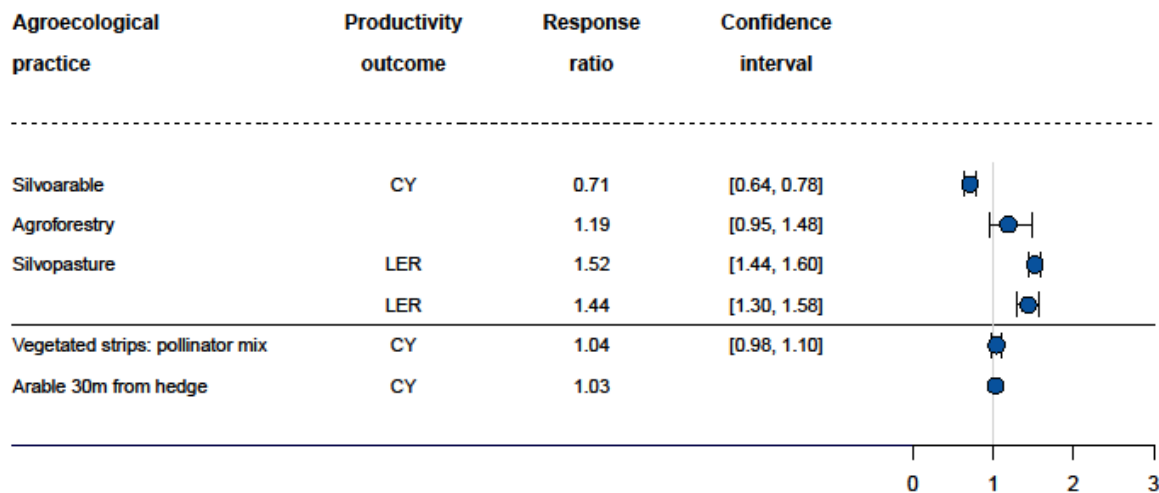 Agroecological Productivity Response Confidence
practice outcome ratio interval
Silvoarable CY 0.71 [0.64, 0.78]
Agroforestry 1.19 [0.95, 1.48]
Silvopasture LER 1.52 [1.44, 1.60]
LER 1.44 [1.30, 1.58]
Vegetated strips: pollinator mix CY 1.04 [0.98, 1.10]
Arable 30m from hedge CY 1.03
0 1 2 3